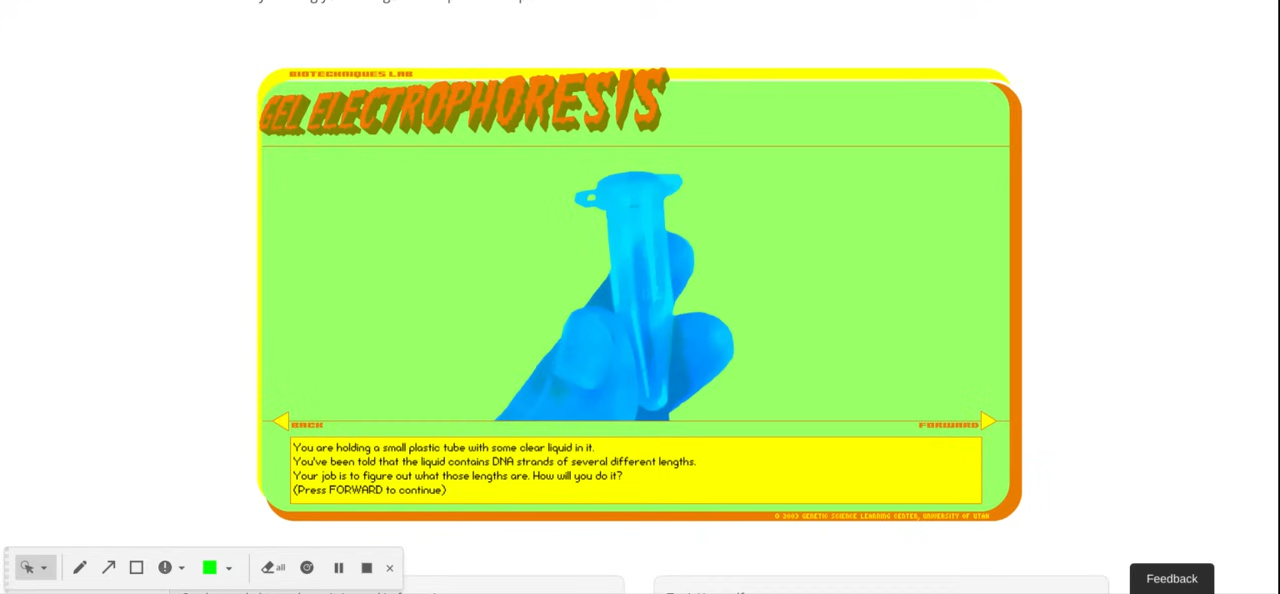 BIOTECHNIQUES LAB
GEL ELECTROPHORESIS
BACK
FORWARD
You are holding a small plastic tube with some clear liquid in it.
You've been told that the liquid contains DNA strands of several different lengths.
Your job is to figure out what those lengths are. How will you do it?
(Press FORWARD to continue)
© 2003 GENETIC SCIENCE LEARNING CENTER, UNIVERSITY OF UTAH
all
Feedback